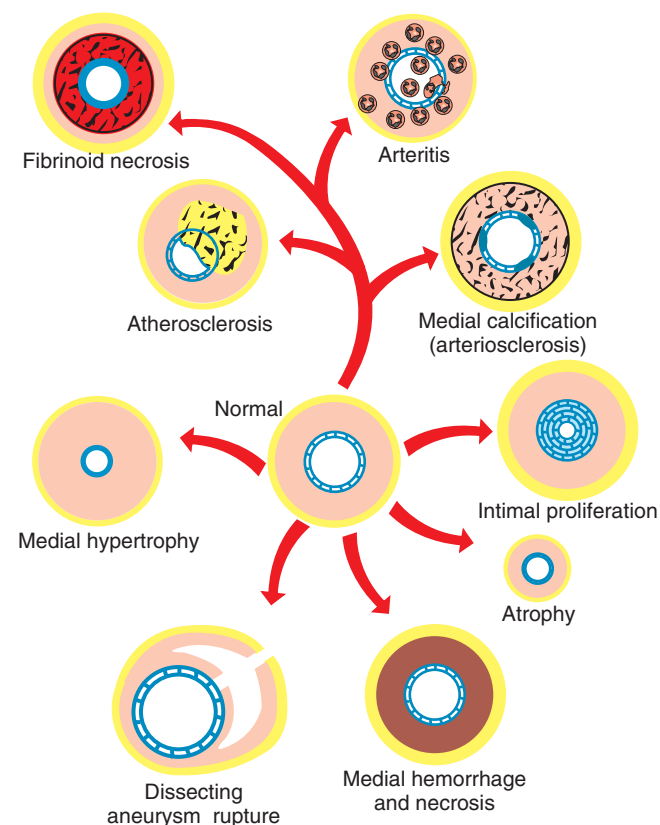 Fibrinoid necrosis
Arteritis
Atherosclerosis
Medial calcification
(arteriosclerosis)
Normal
Medial hypertrophy
Intimal proliferation
Atrophy
Dissecting
aneurysm rupture
Medial hemorrhage
and necrosis